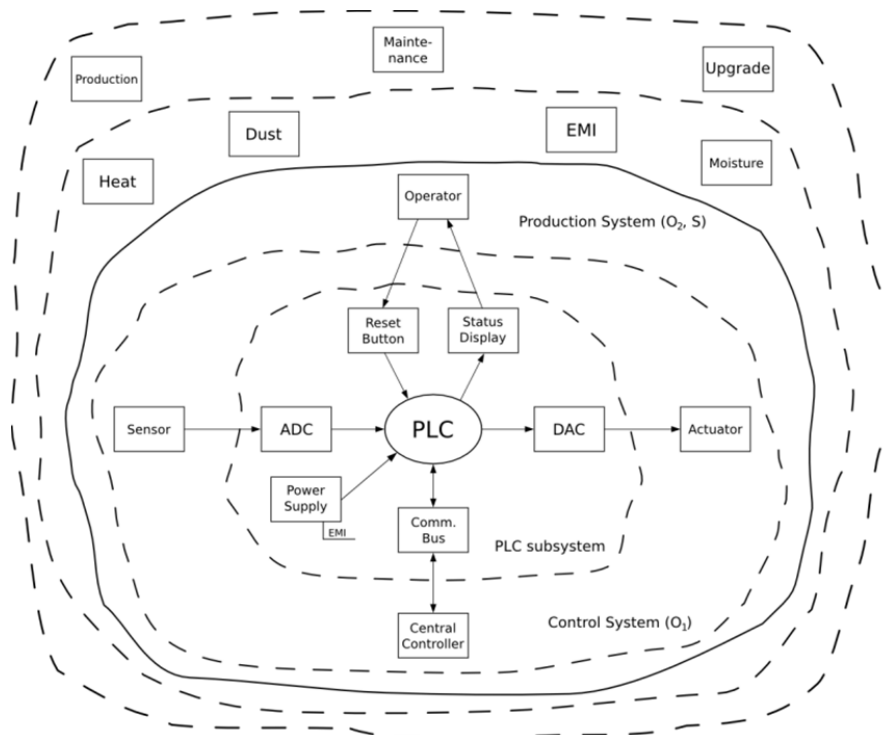 Mainte-
nance
Production
Upgrade
Dust
EMI
Heat
Moisture
Operator
Production System (O₂, S)
Reset
Button
Status
Display
Sensor
ADC
PLC
DAC
Actuator
Power
Supply
EMI
Comm.
Bus
PLC subsystem
Central
Controller
Control System (O₁)